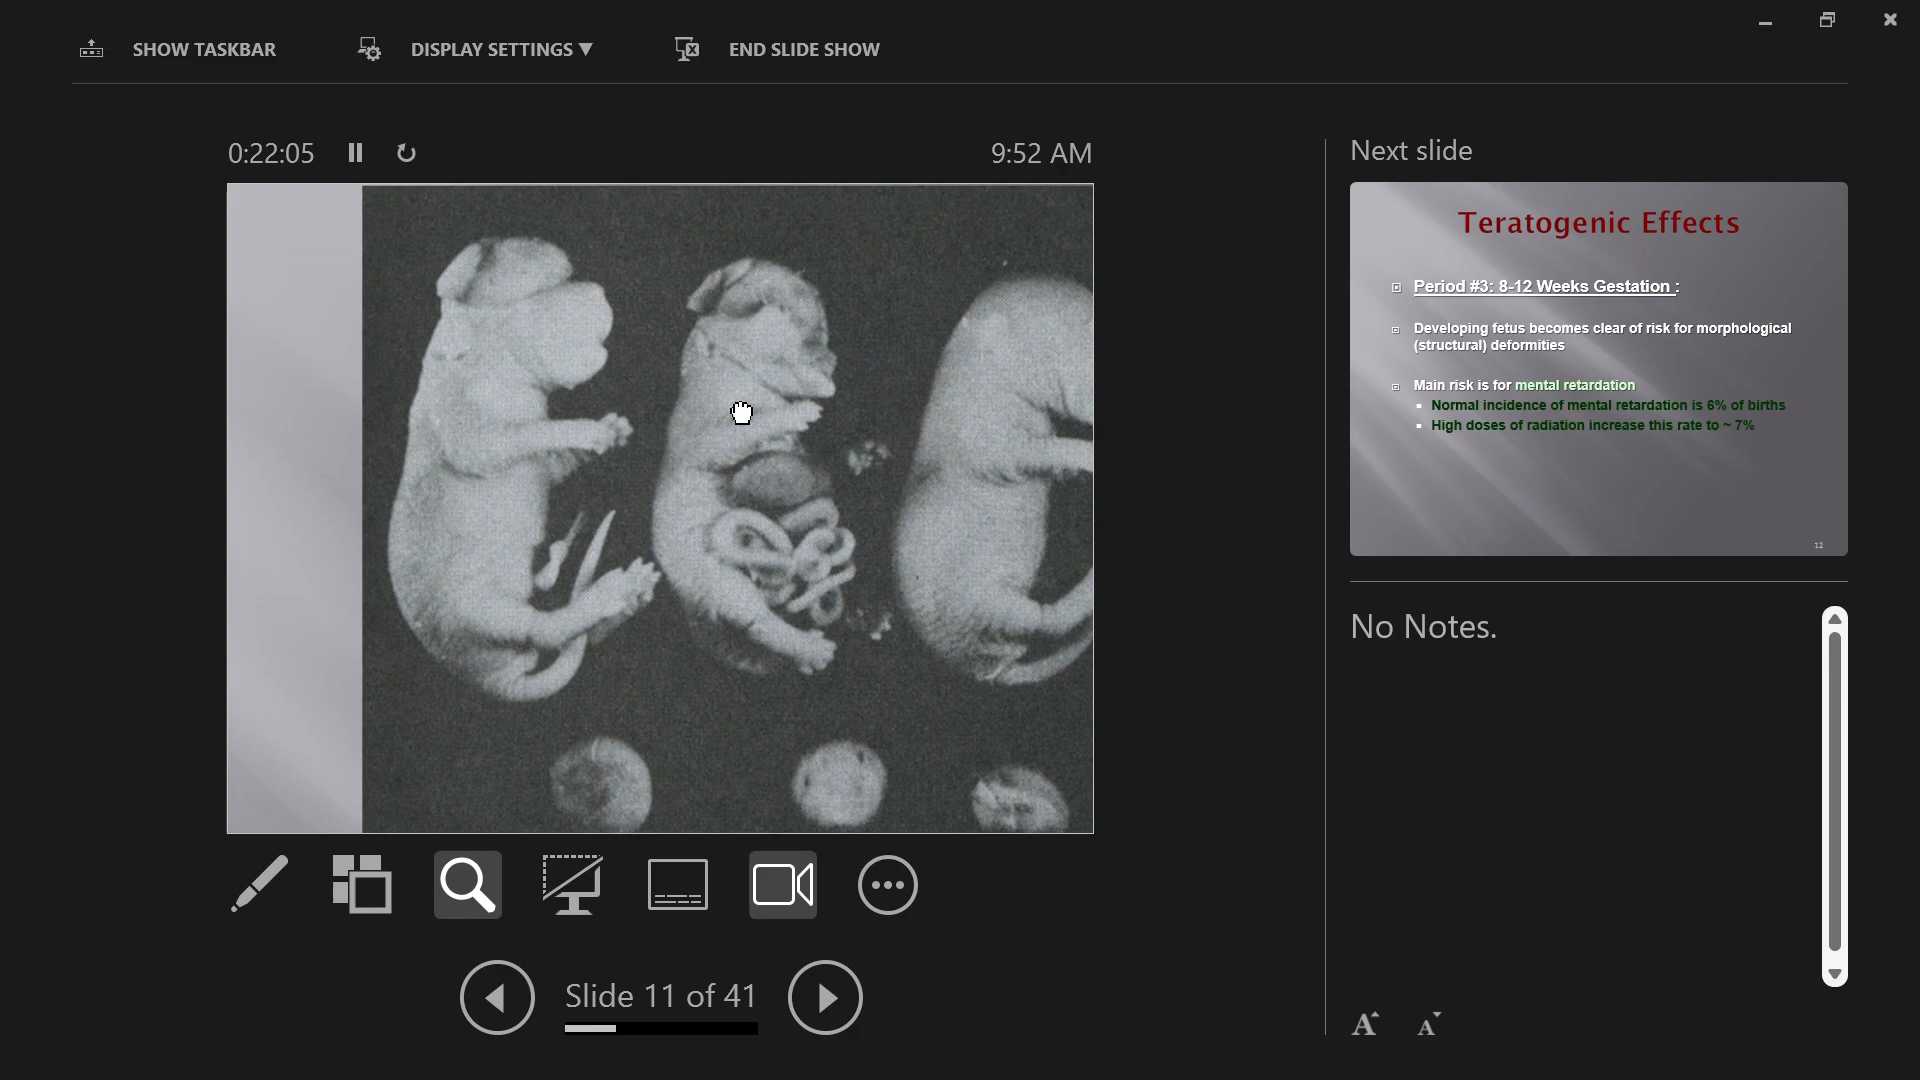 SHOW TASKBAR
DISPLAY SETTINGS ▼
END SLIDE SHOW
0:22:05
9:52 AM
Next slide
Teratogenic Effects
Period #3: 8-12 Weeks Gestation :
Developing fetus becomes clear of risk for morphological
(structural) deformities
Main risk is for mental retardation
Normal incidence of mental retardation is 6% of births
High doses of radiation increase this rate to ~ 7%
12
No Notes.
Slide 11 of 41
A A